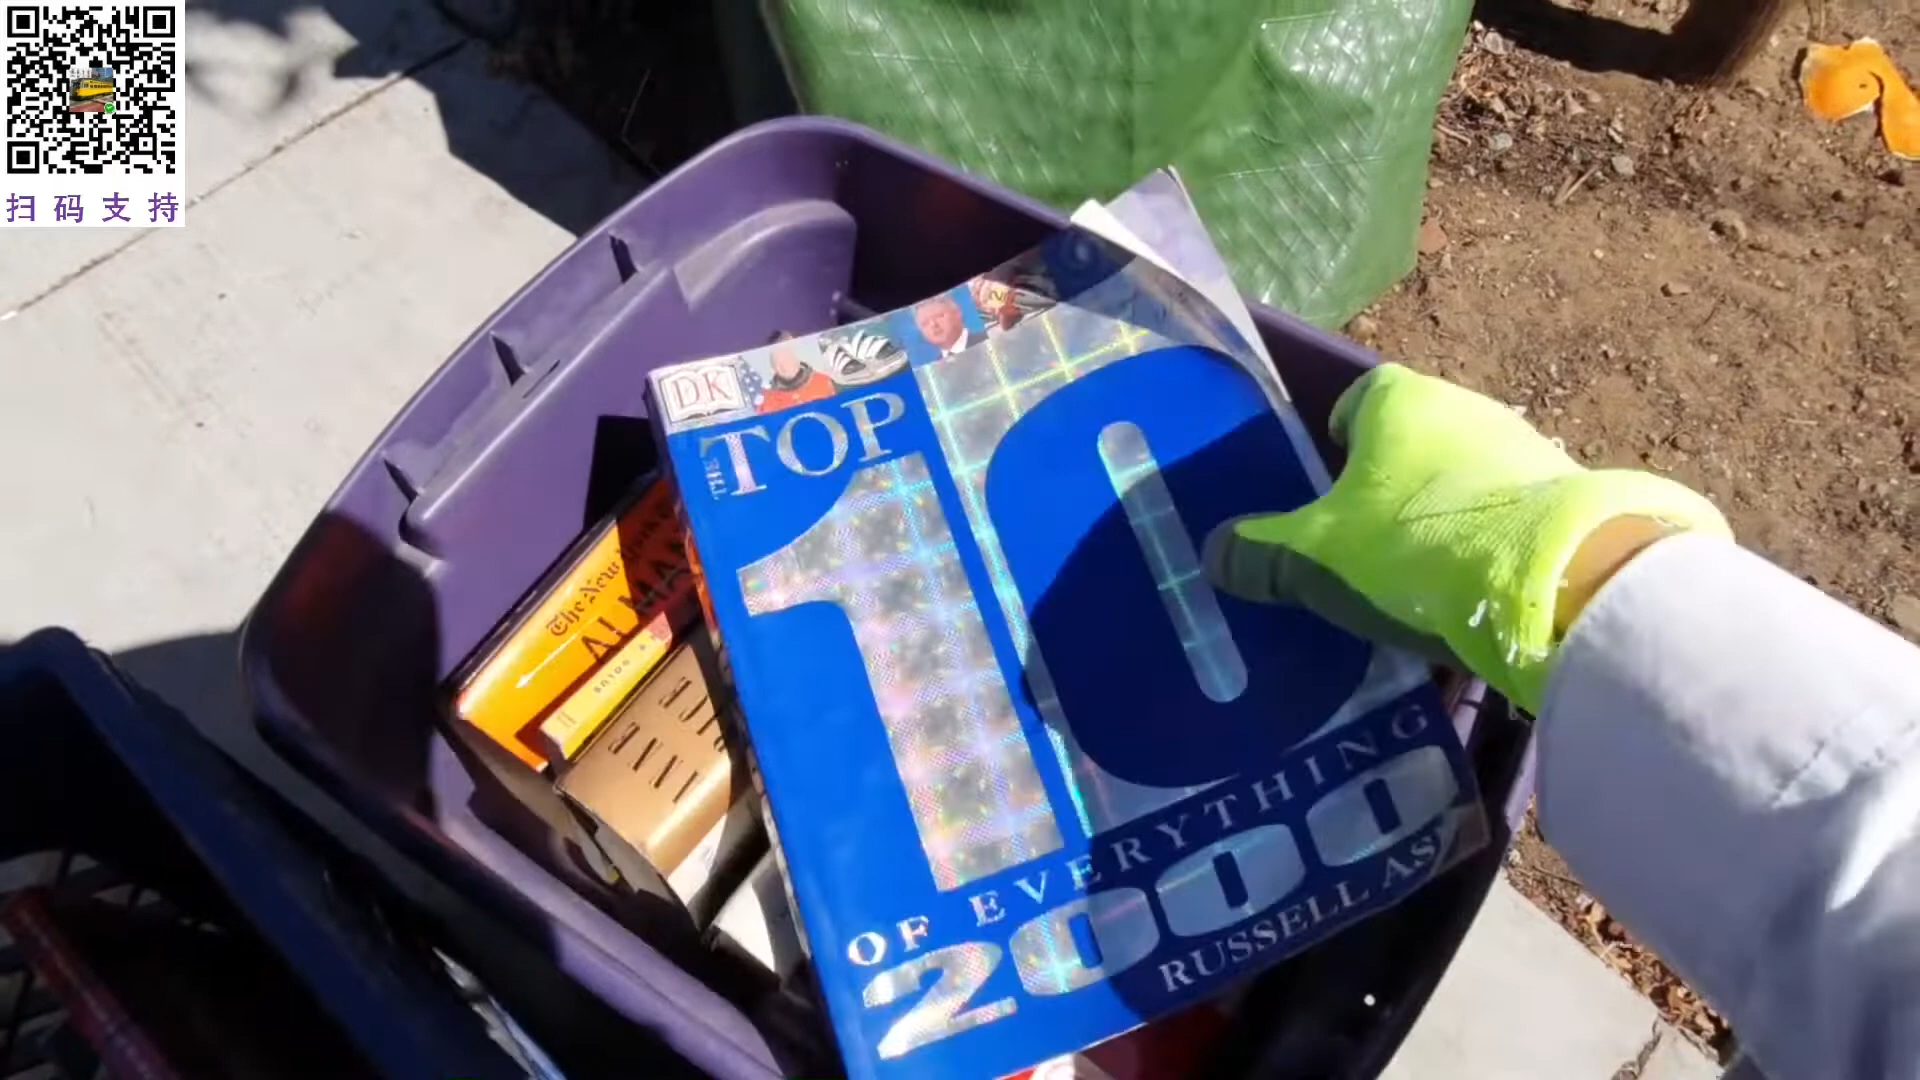 扫码支持
DK
THE TOP
10
OF EVERYTHING
2000
RUSSELL AS
The New York
ALMA